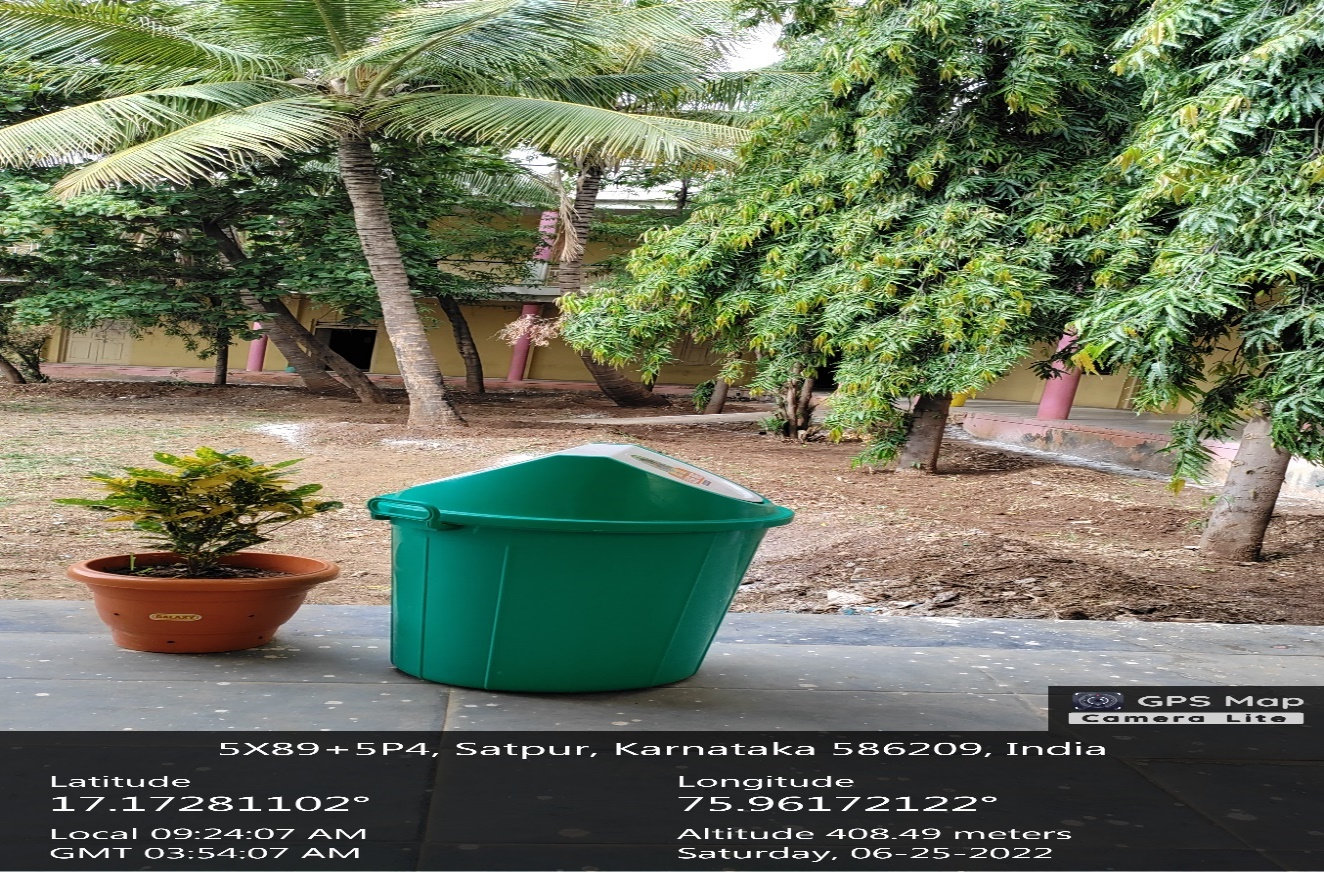 GALAXY
GPS Map
Camera Lite
5X89+5P4, Satpur, Karnataka 586209, India
Latitude
17.17281102°
Longitude
75.96172122°
Local 09:24:07 AM
GMT 03:54:07 AM
Altitude 408.49 meters
Saturday, 06-25-2022